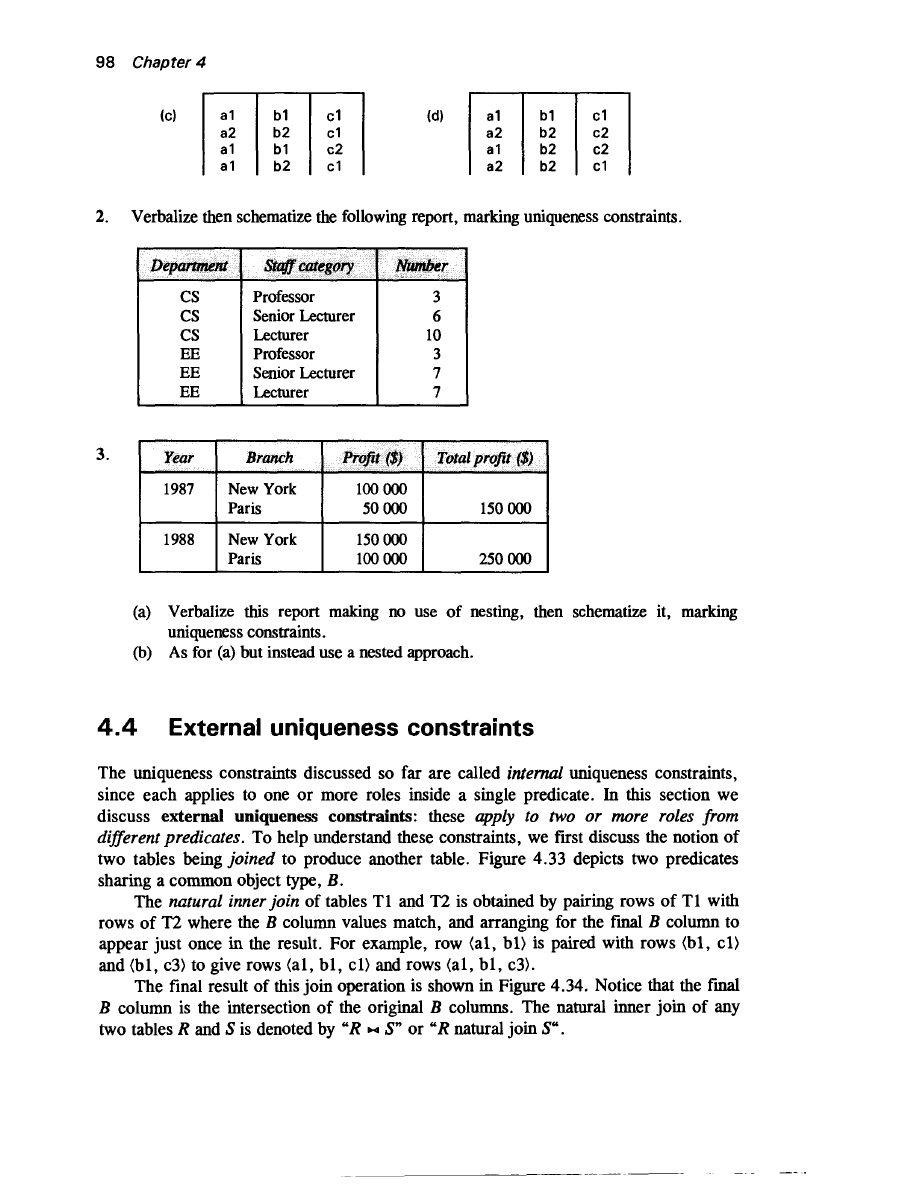 98 Chapter 4
(c) a1 b1 c1 (d) a1 b1 c1
a2 b2 c1 a2 b2 c2
a1 b1 c2 a1 b2 c2
a1 b2 c1 a2 b2 c1
2. Verbalize then schematize the following report, marking uniqueness constraints.
Department Staff category Number
CS Professor 3
CS Senior Lecturer 6
CS Lecturer 10
EE Professor 3
EE Senior Lecturer 7
EE Lecturer 7
3. Year Branch Profit ($) Total profit ($)
1987 New York 100 000
Paris 50 000 150 000
1988 New York 150 000
Paris 100 000 250 000
(a) Verbalize this report making no use of nesting, then schematize it, marking
uniqueness constraints.
(b) As for (a) but instead use a nested approach.
4.4 External uniqueness constraints
The uniqueness constraints discussed so far are called internal uniqueness constraints,
since each applies to one or more roles inside a single predicate. In this section we
discuss external uniqueness constraints: these apply to two or more roles from
different predicates. To help understand these constraints, we first discuss the notion of
two tables being joined to produce another table. Figure 4.33 depicts two predicates
sharing a common object type, B.
The natural inner join of tables T1 and T2 is obtained by pairing rows of T1 with
rows of T2 where the B column values match, and arranging for the final B column to
appear just once in the result. For example, row (a1, b1) is paired with rows (b1, c1)
and (b1, c3) to give rows (a1, b1, c1) and rows (a1, b1, c3).
The final result of this join operation is shown in Figure 4.34. Notice that the final
B column is the intersection of the original B columns. The natural inner join of any
two tables R and S is denoted by “R ⋈ S” or “R natural join S“.